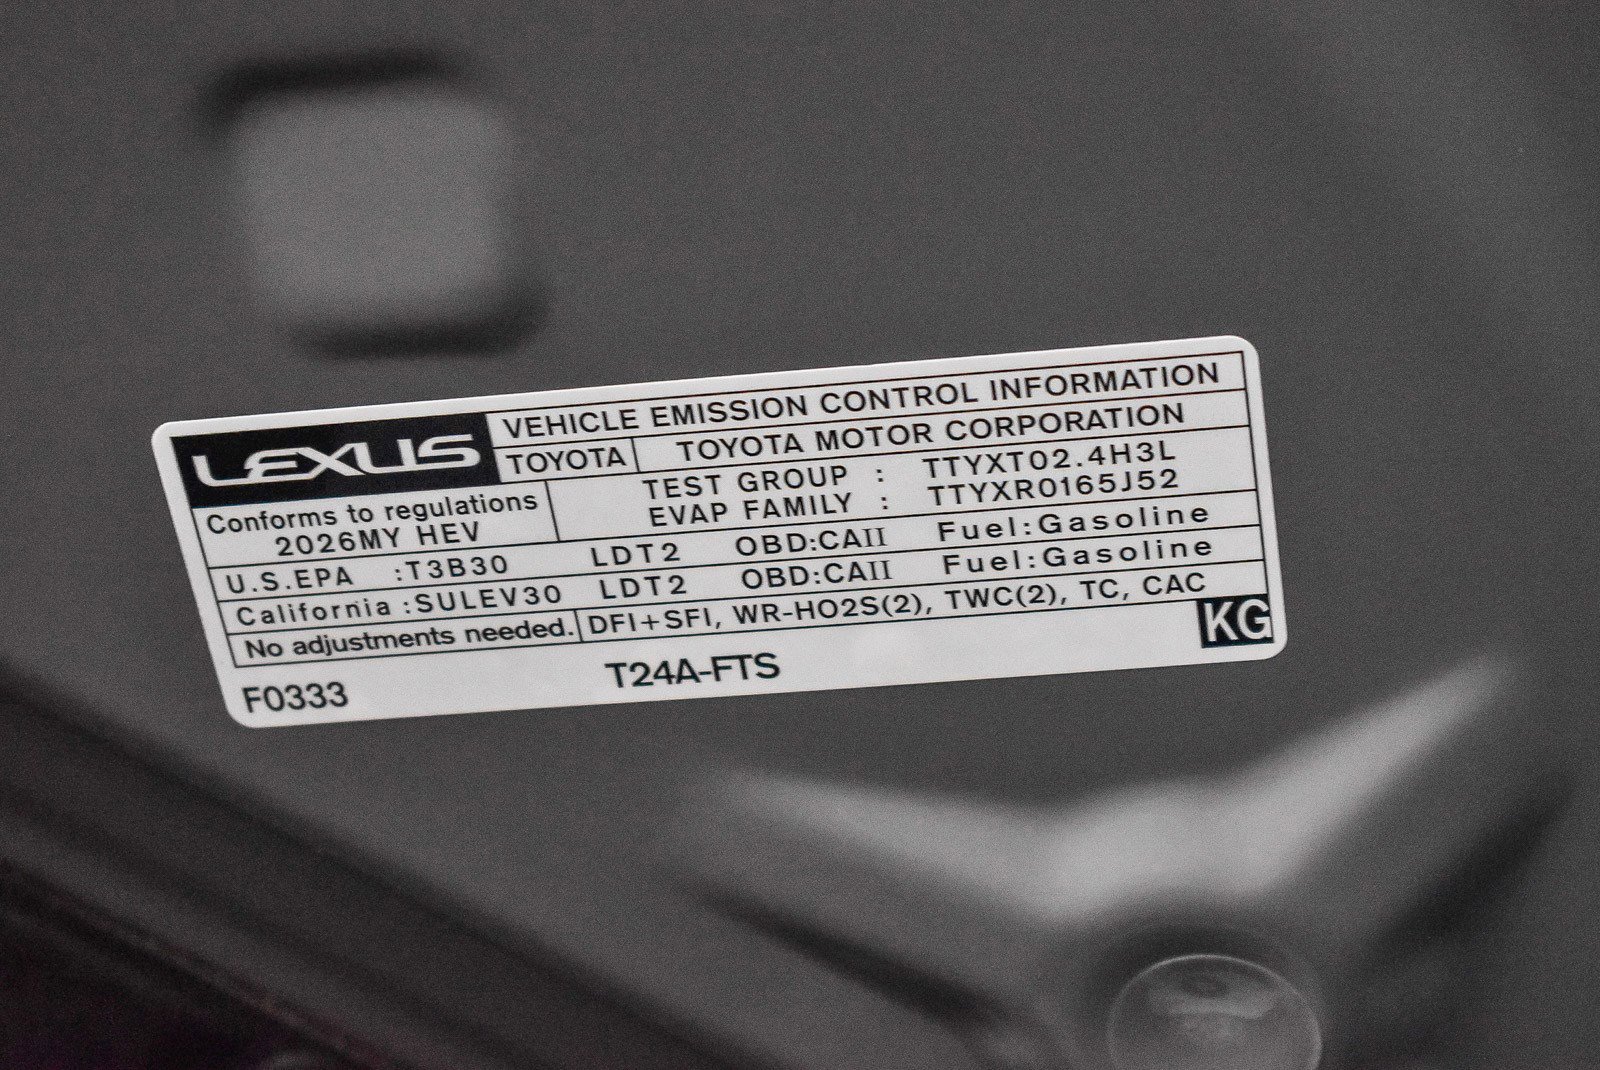 LEXUS
VEHICLE EMISSION CONTROL INFORMATION
TOYOTA TOYOTA MOTOR CORPORATION
Conforms to regulations
2026MY HEV
TEST GROUP : TTYXT02.4H3L
EVAP FAMILY : TTYXR0165J52
U.S.EPA :T3B30 LDT2 OBD:CAII Fuel:Gasoline
California :SULEV30 LDT2 OBD:CAII Fuel:Gasoline
No adjustments needed. DFI+SFI, WR-HO2S(2), TWC(2), TC, CAC
KG
F0333 T24A-FTS